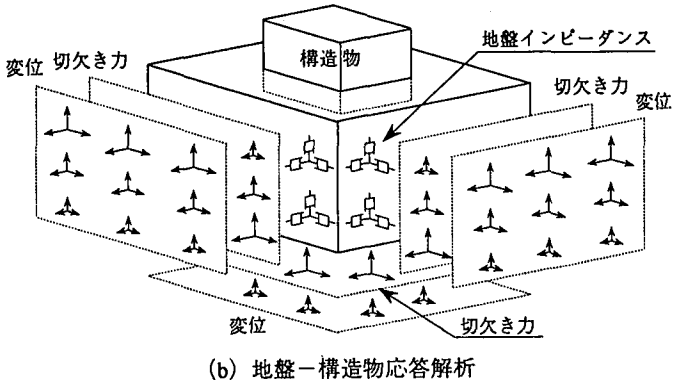 構造物
地盤インピーダンス
変位
切欠き力
切欠き力
変位
変位
切欠き力
(b) 地盤－構造物応答解析